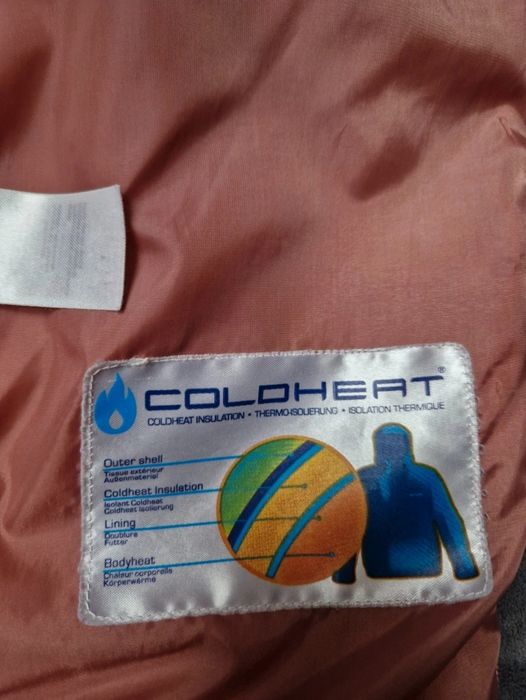 COLDHEAT®
COLDHEAT INSULATION • THERMO-ISOLIERUNG • ISOLATION THERMIQUE
Outer shell
Tissue extérieur
Außenmaterial
Coldheat Insulation
Isolant Coldheat
Coldheat Isolierung
Lining
Doublure
Futter
Bodyheat
Chaleur corporelle
Körperwärme